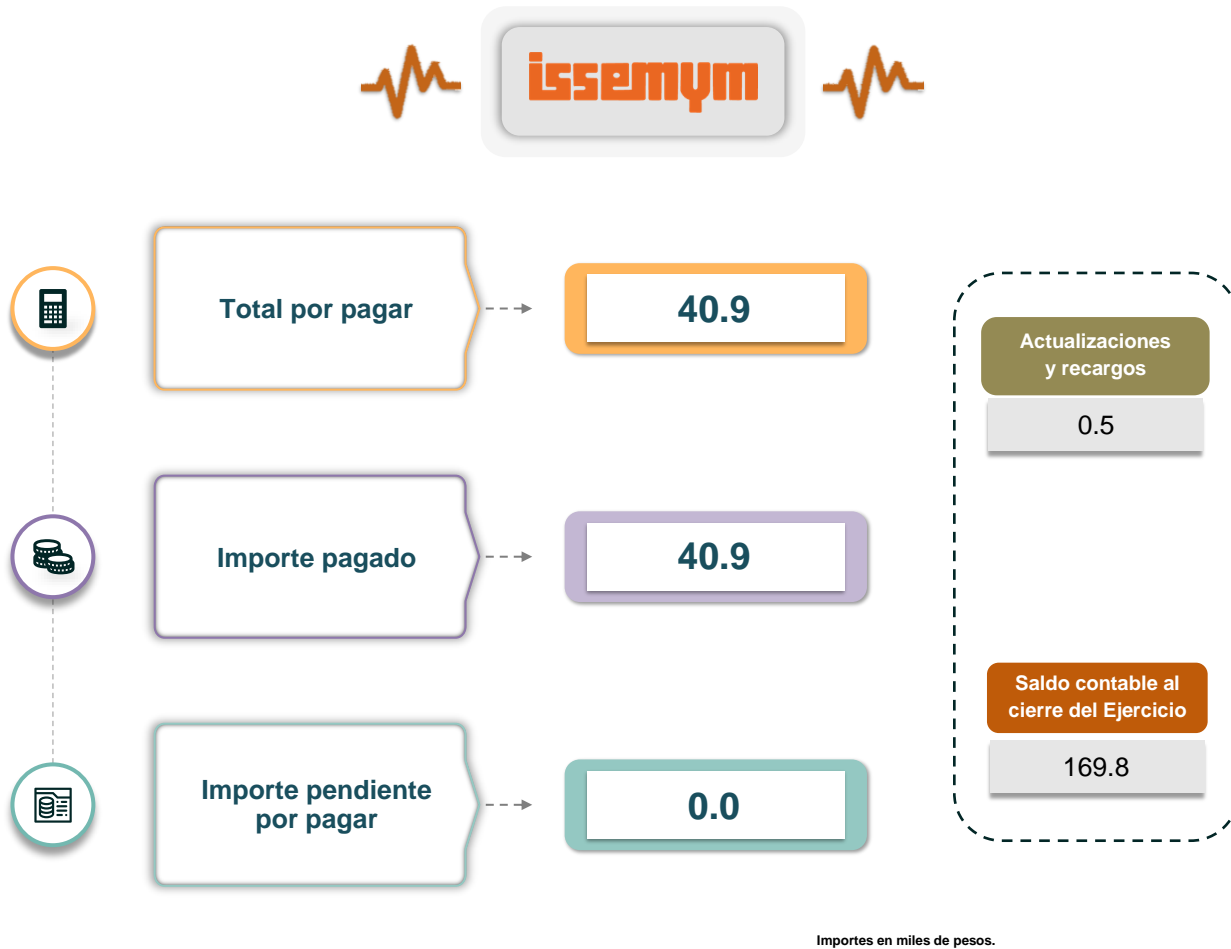 issemym
Total por pagar
40.9
Importe pagado
40.9
Importe pendiente
por pagar
0.0
Actualizaciones
y recargos
0.5
Saldo contable al
cierre del Ejercicio
169.8
Importes en miles de pesos.